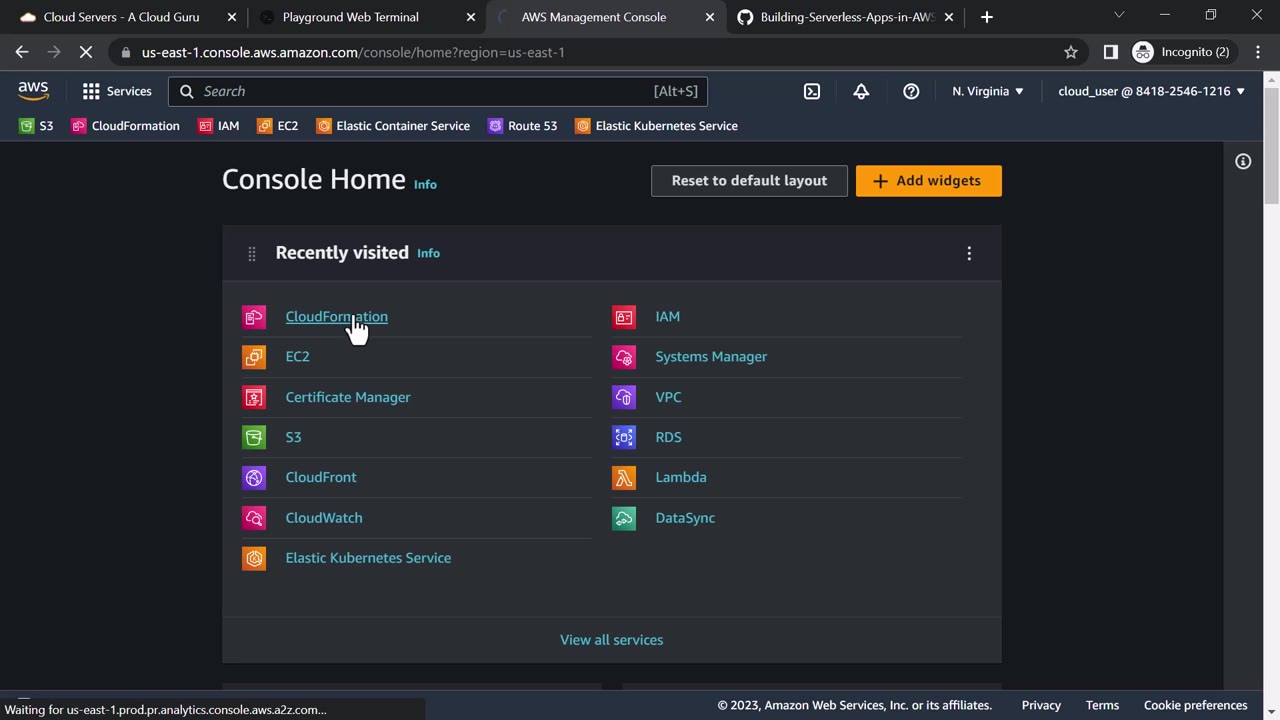 Cloud Servers - A Cloud Guru
Playground Web Terminal
AWS Management Console
Building-Serverless-Apps-in-AWS
us-east-1.console.aws.amazon.com/console/home?region=us-east-1
Incognito (2)
aws
Services
Search
[Alt+S]
N. Virginia
cloud_user @ 8418-2546-1216
S3
CloudFormation
IAM
EC2
Elastic Container Service
Route 53
Elastic Kubernetes Service
Console Home Info
Reset to default layout
Add widgets
Recently visited Info
CloudFormation
IAM
EC2
Systems Manager
Certificate Manager
VPC
S3
RDS
CloudFront
Lambda
CloudWatch
DataSync
Elastic Kubernetes Service
View all services
Waiting for us-east-1.prod.pr.analytics.console.aws.a2z.com...
© 2023, Amazon Web Services, Inc. or its affiliates.
Privacy
Terms
Cookie preferences